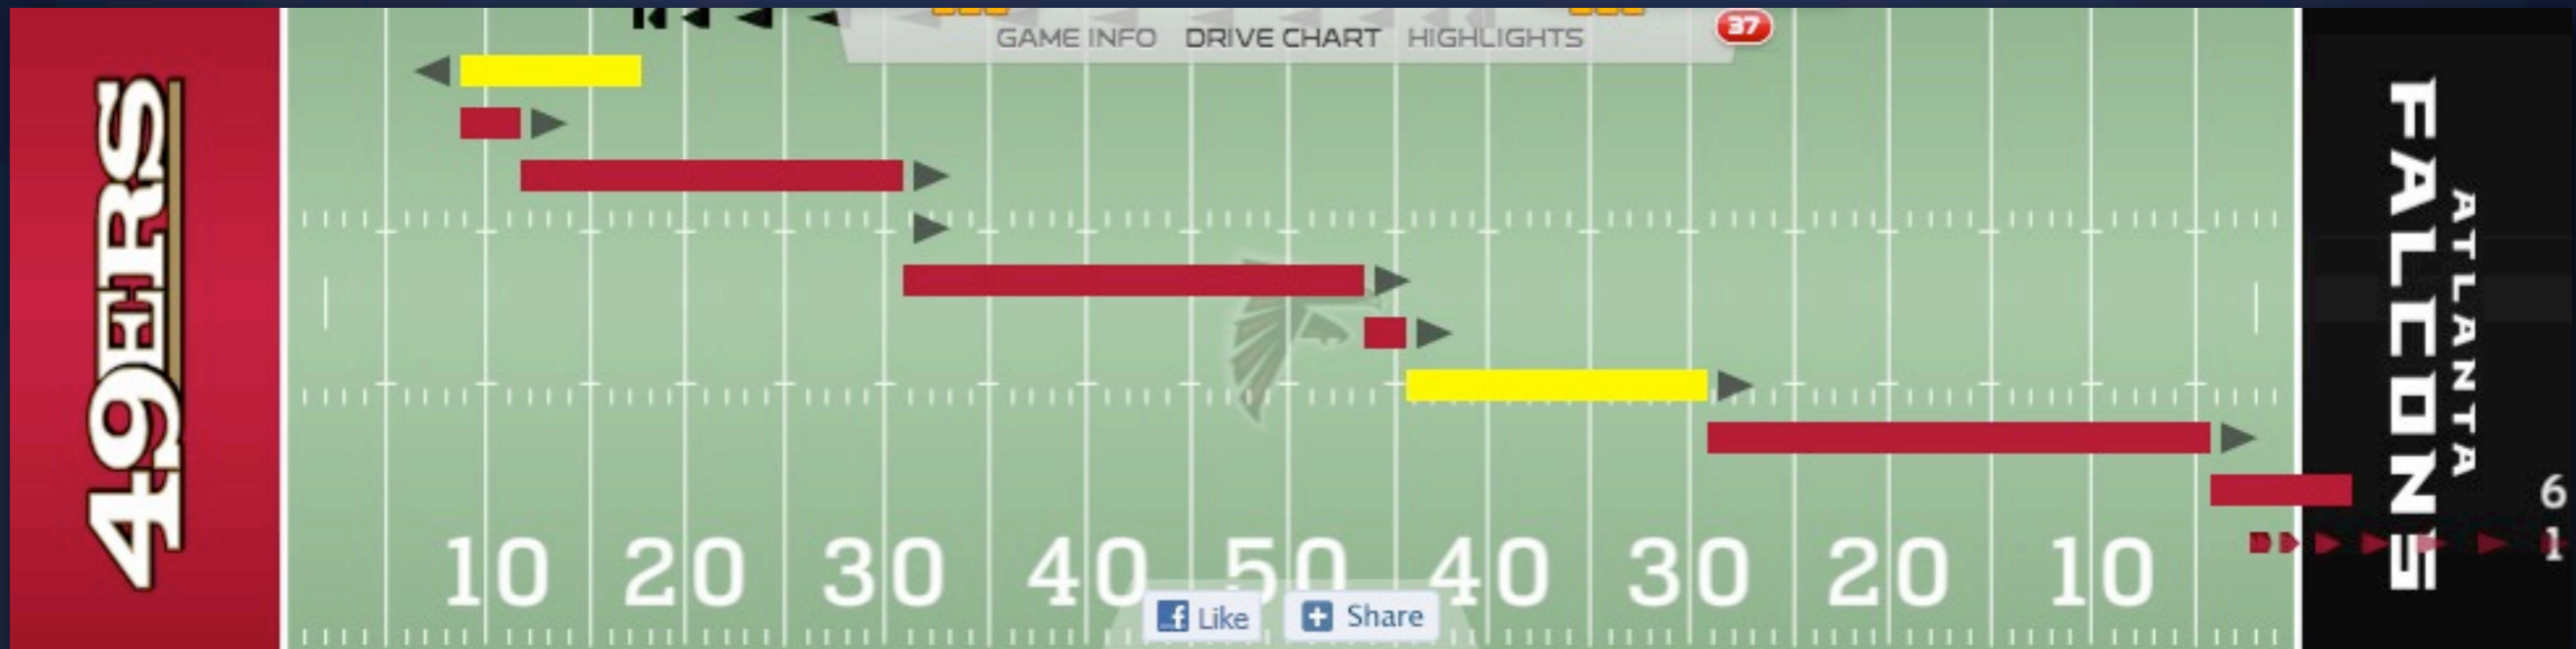 37
GAME INFO DRIVE CHART HIGHLIGHTS
49ERS
ATLANTA
FALCONS
6
1
10 20 30 40 50 40 30 20 10
Like Share